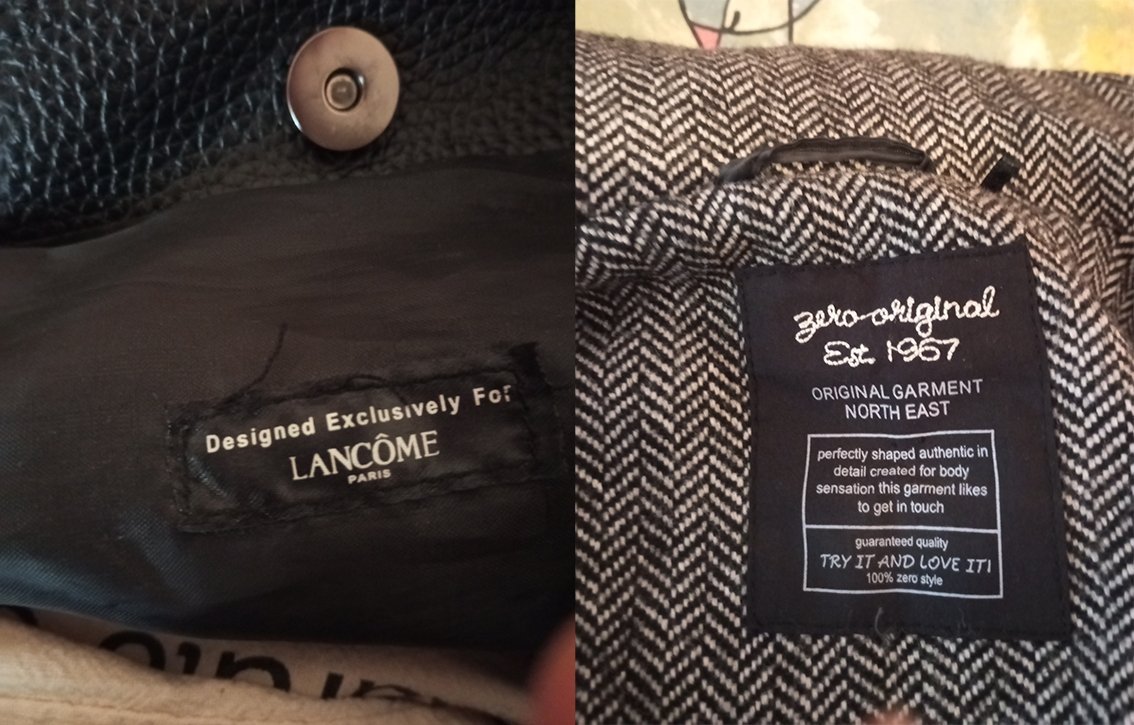 Designed Exclusively For
LANCÔME
PARIS
zero original
Est. 1967
ORIGINAL GARMENT
NORTH EAST
perfectly shaped authentic in
detail created for body
sensation this garment likes
to get in touch
guaranteed quality
TRY IT AND LOVE IT!
100% zero style